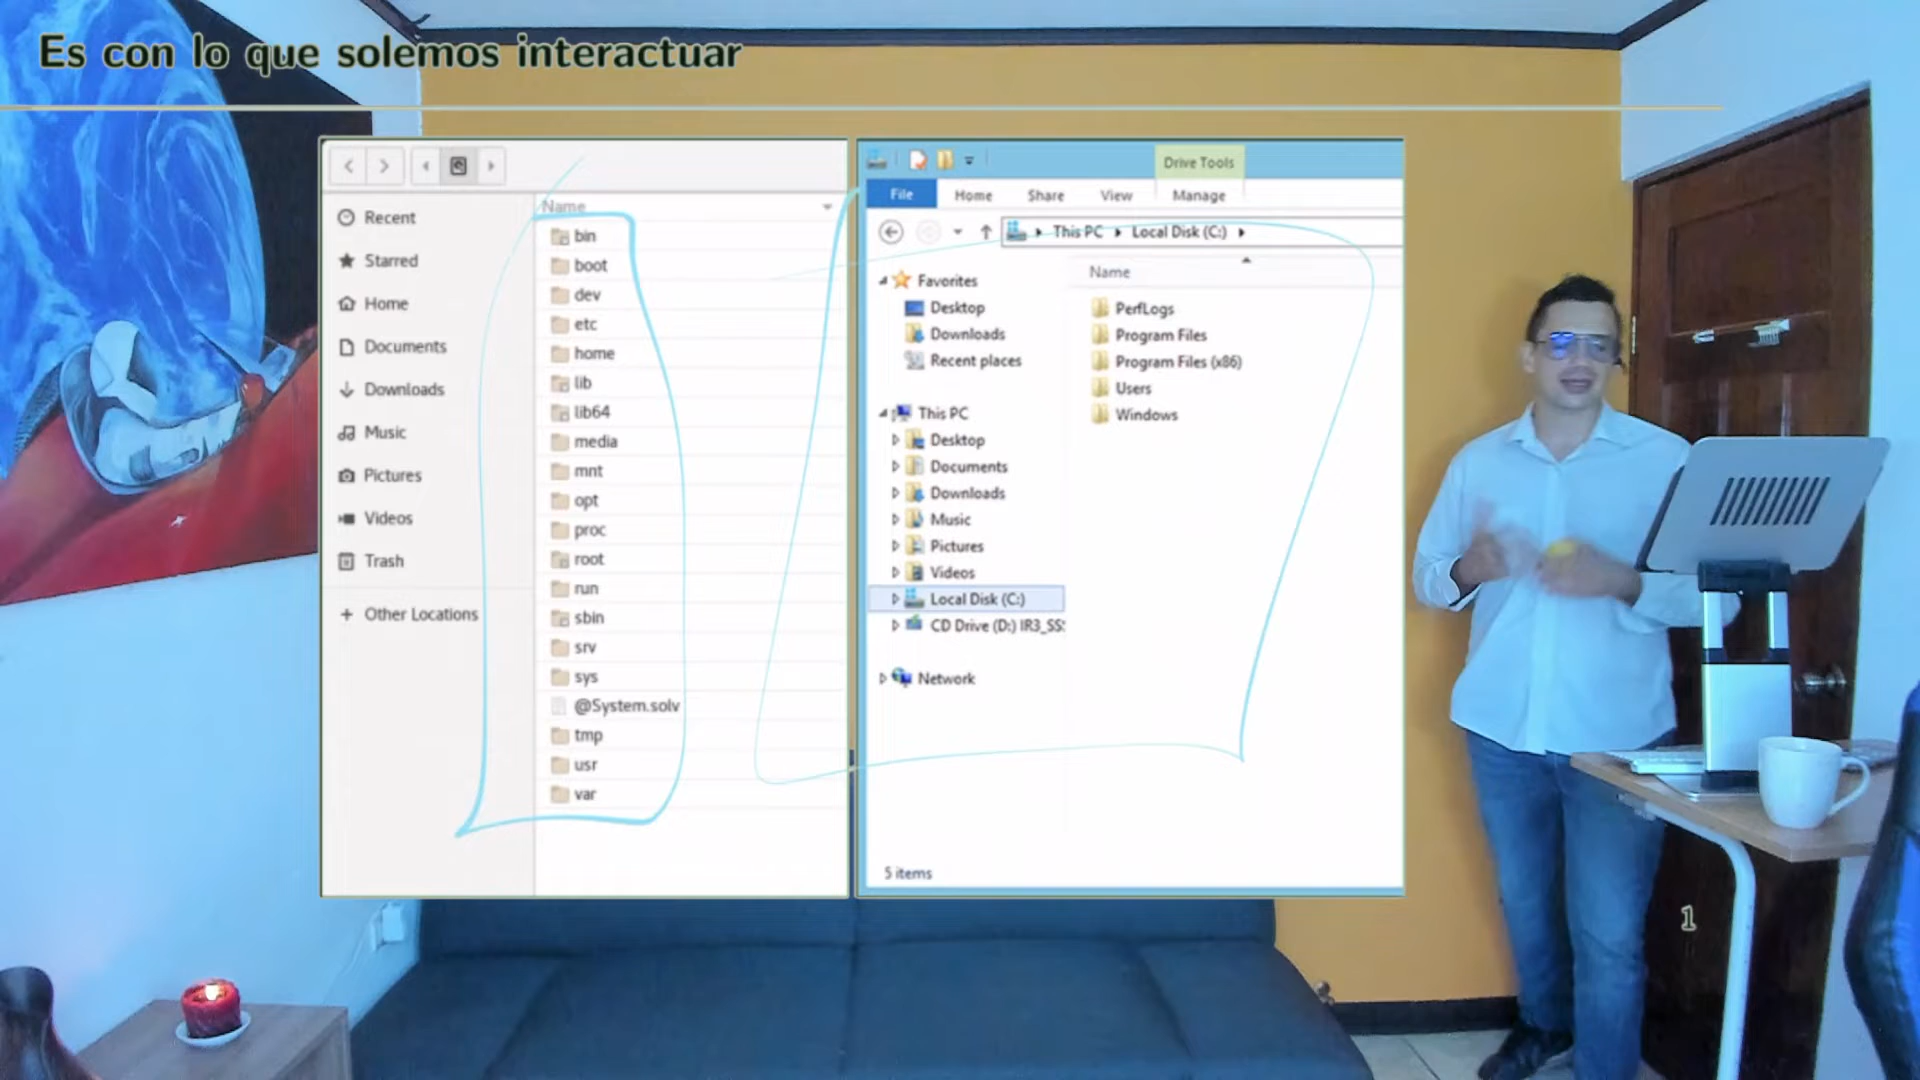 Es con lo que solemos interactuar
Name
Recent
Starred
Home
Documents
Downloads
Music
Pictures
Videos
Trash
+ Other Locations
bin
boot
dev
etc
home
lib
lib64
media
mnt
opt
proc
root
run
sbin
srv
sys
@System.solv
tmp
usr
var
Drive Tools
File Home Share View Manage
This PC Local Disk (C:)
Favorites
Desktop
Downloads
Recent places
This PC
Desktop
Documents
Downloads
Music
Pictures
Videos
Local Disk (C:)
CD Drive (D:) IR3_SS
Network
Name
PerfLogs
Program Files
Program Files (x86)
Users
Windows
5 items
1